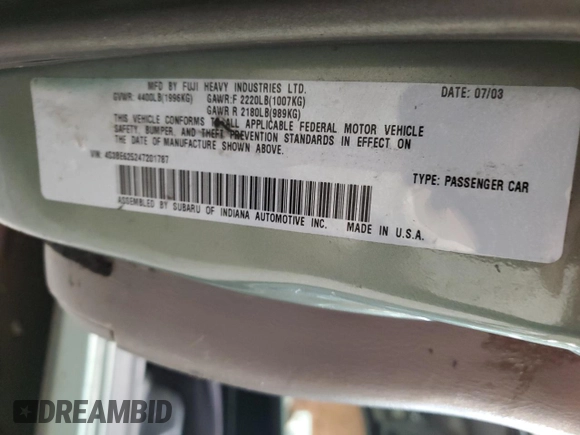 MFD BY FUJI HEAVY INDUSTRIES LTD. DATE: 07/03
GVWR: 4400LB(1996KG) GAWR:F 2220LB(1007KG)
GAWR R 2180LB(989KG)
THIS VEHICLE CONFORMS TO ALL APPLICABLE FEDERAL MOTOR VEHICLE
SAFETY, BUMPER, AND THEFT PREVENTION STANDARDS IN EFFECT ON
THE DATE OF MANUFACTURE SHOWN ABOVE.
VIN: 4S3BE625247201787 TYPE: PASSENGER CAR
ASSEMBLED BY SUBARU OF INDIANA AUTOMOTIVE INC. MADE IN U.S.A.
DREAMBID